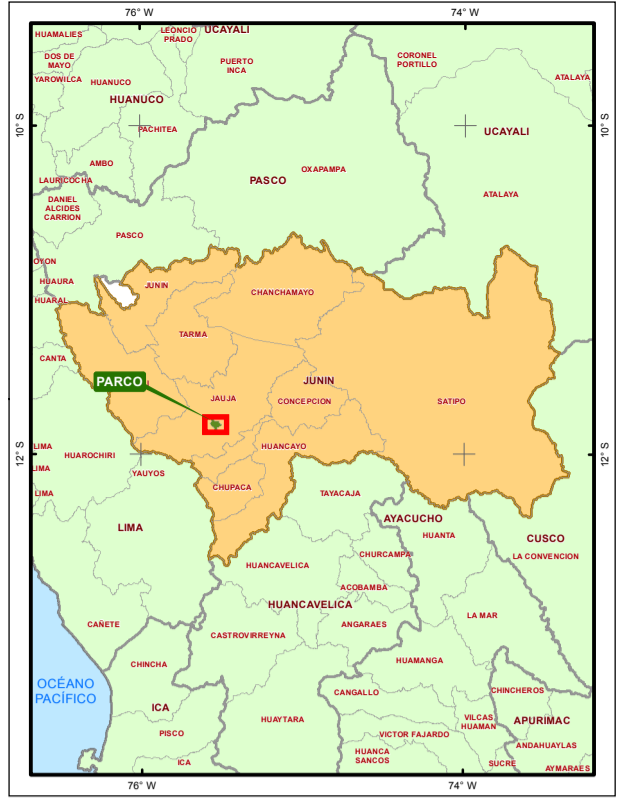 76° W
74° W
HUAMALIES
LEONCIO
PRADO
UCAYALI
DOS DE
MAYO
PUERTO
INCA
CORONEL
PORTILLO
YAROWILCA
HUANUCO
ATALAYA
HUANUCO
10° S
PACHITEA
UCAYALI
10° S
AMBO
OXAPAMPA
LAURICOCHA
PASCO
ATALAYA
DANIEL
ALCIDES
CARRION
PASCO
OYON
HUAURA
JUNIN
CHANCHAMAYO
HUARAL
TARMA
CANTA
PARCO
JUNIN
JAUJA
CONCEPCION
SATIPO
LIMA
HUAROCHIRI
HUANCAYO
12° S
12° S
LIMA
YAUYOS
CHUPACA
LIMA
TAYACAJA
LIMA
AYACUCHO
HUANTA
CUSCO
CHURCAMPA
LA CONVENCION
HUANCAVELICA
ACOBAMBA
HUANCAVELICA
LA MAR
CAÑETE
ANGARAES
CASTROVIRREYNA
CHINCHA
HUAMANGA
OCÉANO
PACÍFICO
CANGALLO
CHINCHEROS
ICA
HUAYTARA
VILCAS
HUAMAN
APURIMAC
PISCO
VICTOR FAJARDO
ANDAHUAYLAS
HUANCA
SANCOS
ICA
SUCRE
AYMARAES
76° W
74° W